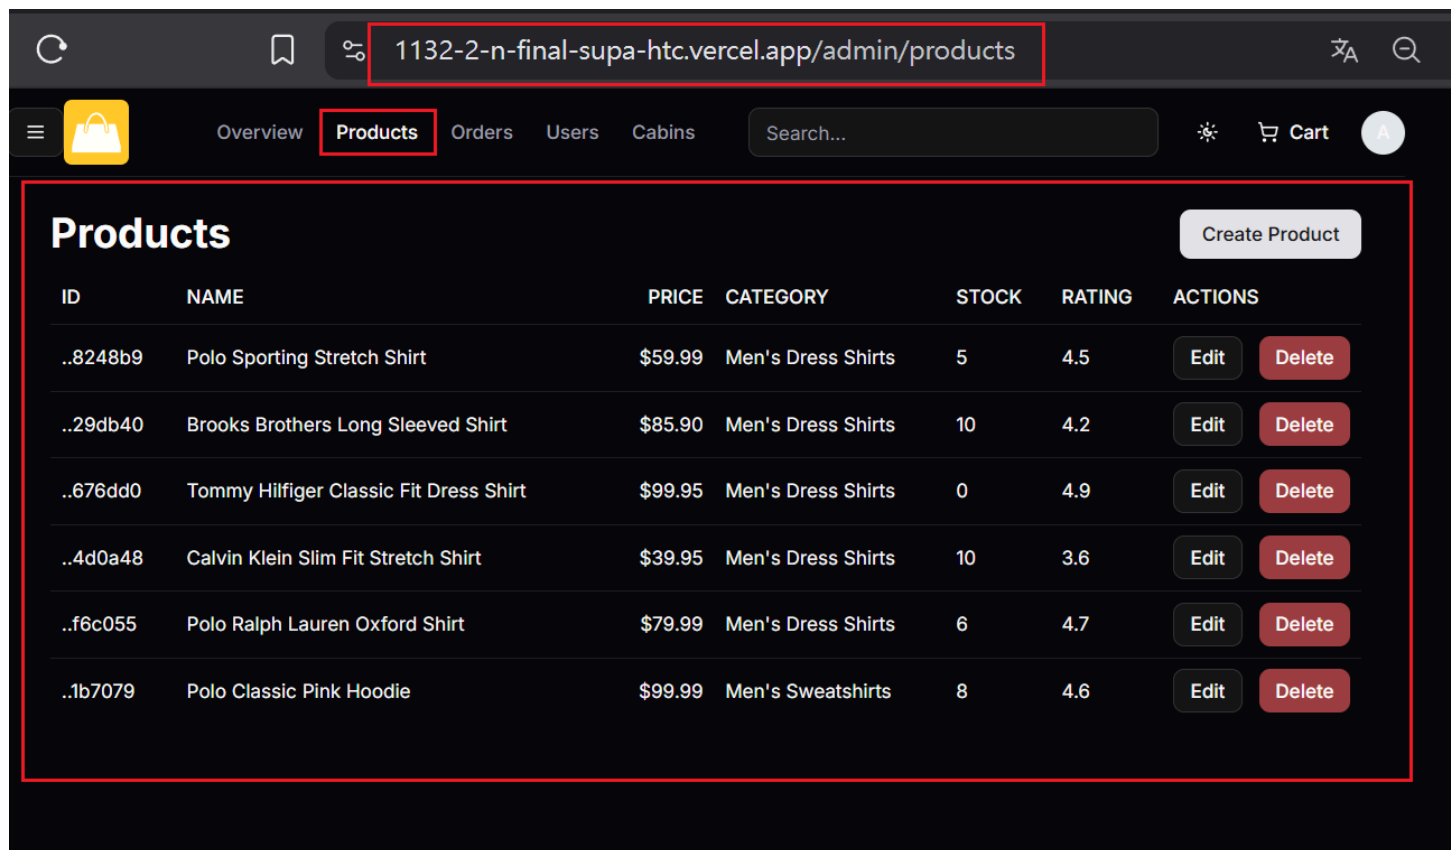 1132-2-n-final-supa-htc.vercel.app/admin/products
Overview Products Orders Users Cabins Search... Cart A
Products Create Product
ID NAME PRICE CATEGORY STOCK RATING ACTIONS
..8248b9 Polo Sporting Stretch Shirt $59.99 Men's Dress Shirts 5 4.5 Edit Delete
..29db40 Brooks Brothers Long Sleeved Shirt $85.90 Men's Dress Shirts 10 4.2 Edit Delete
..676dd0 Tommy Hilfiger Classic Fit Dress Shirt $99.95 Men's Dress Shirts 0 4.9 Edit Delete
..4d0a48 Calvin Klein Slim Fit Stretch Shirt $39.95 Men's Dress Shirts 10 3.6 Edit Delete
..f6c055 Polo Ralph Lauren Oxford Shirt $79.99 Men's Dress Shirts 6 4.7 Edit Delete
..1b7079 Polo Classic Pink Hoodie $99.99 Men's Sweatshirts 8 4.6 Edit Delete